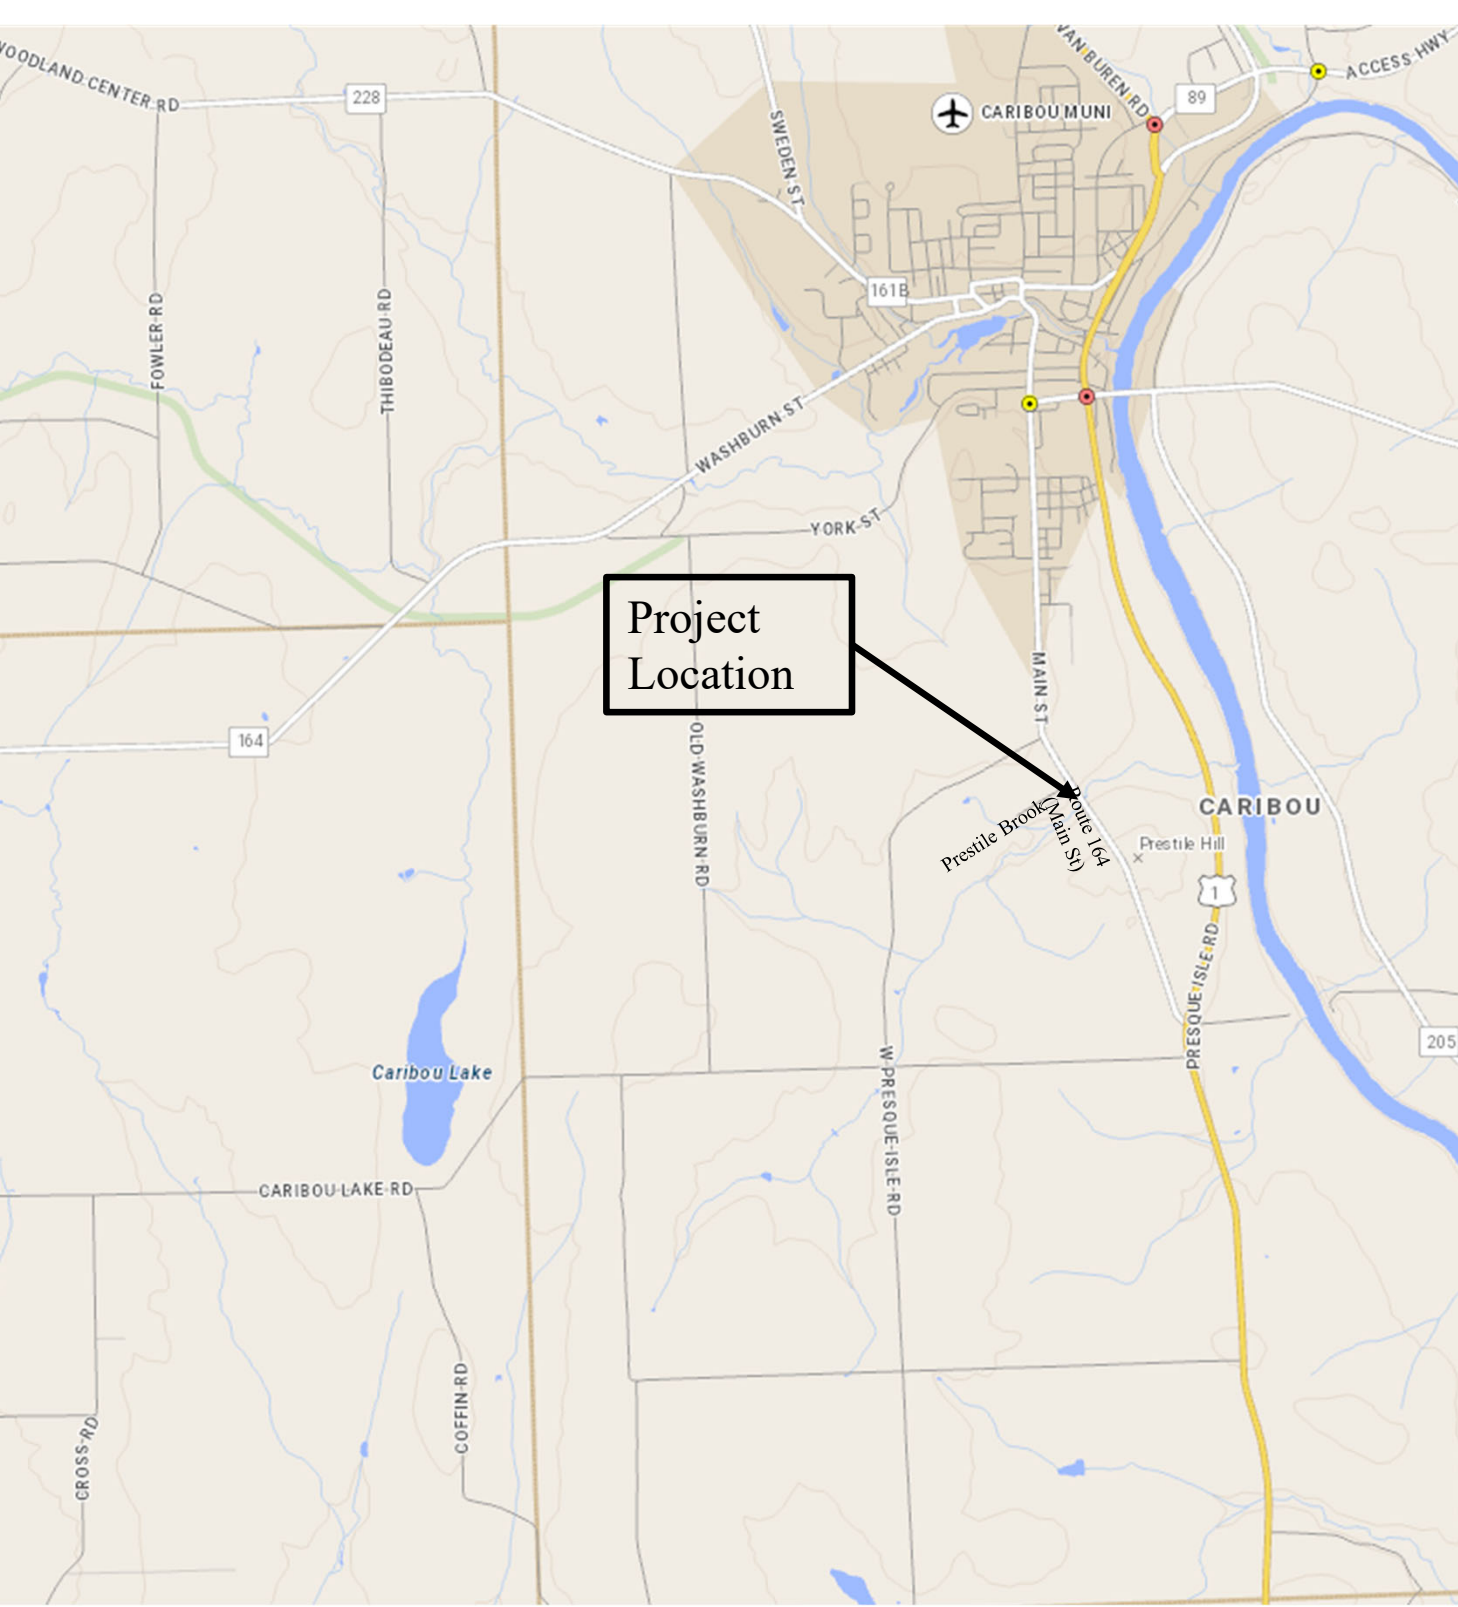 WOODLAND CENTER RD
228
SWEDEN ST
VAN BUREN RD
89
ACCESS HWY
CARIBOU MUNI
FOWLER RD
THIBODEAU RD
161B
WASHBURN ST
YORK ST
Project
Location
MAIN ST
164
OLD WASHBURN RD
Prestile Brook
Route 164
(Main St)
CARIBOU
Prestile Hill
1
PRESQUE ISLE RD
205
W PRESQUE ISLE RD
Caribou Lake
CARIBOU LAKE RD
COFFIN RD
CROSS RD